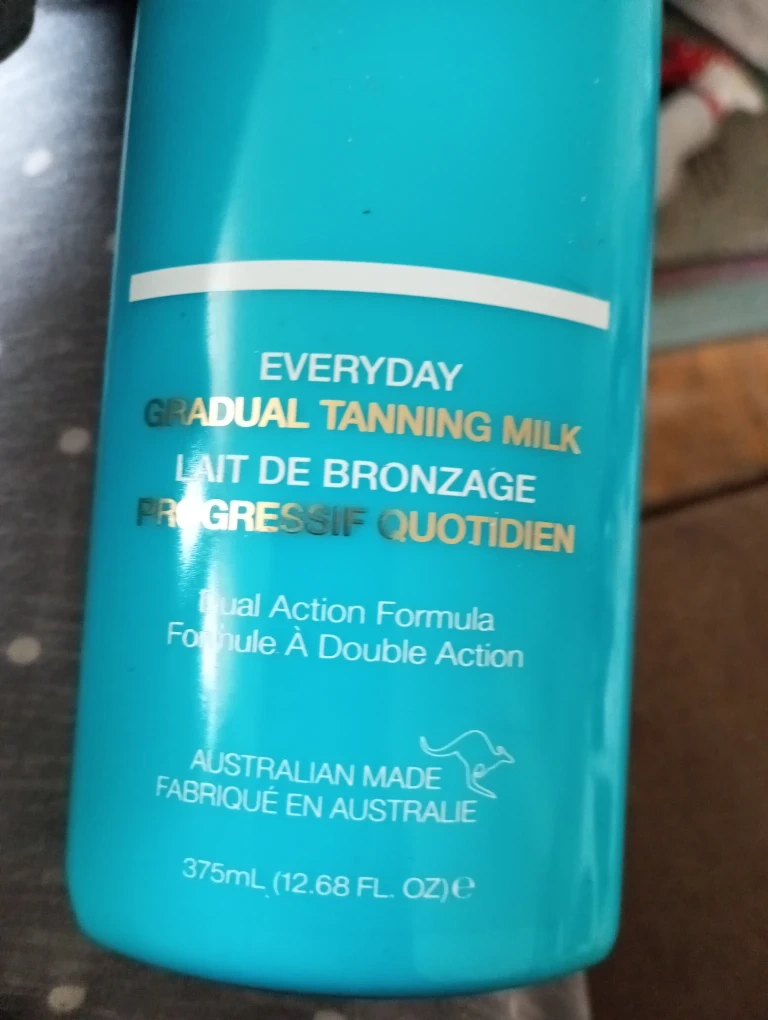 EVERYDAY
GRADUAL TANNING MILK
LAIT DE BRONZAGE
PROGRESSIF QUOTIDIEN
Dual Action Formula
Formule À Double Action
AUSTRALIAN MADE
FABRIQUÉ EN AUSTRALIE
375mL (12.68 FL. OZ)℮